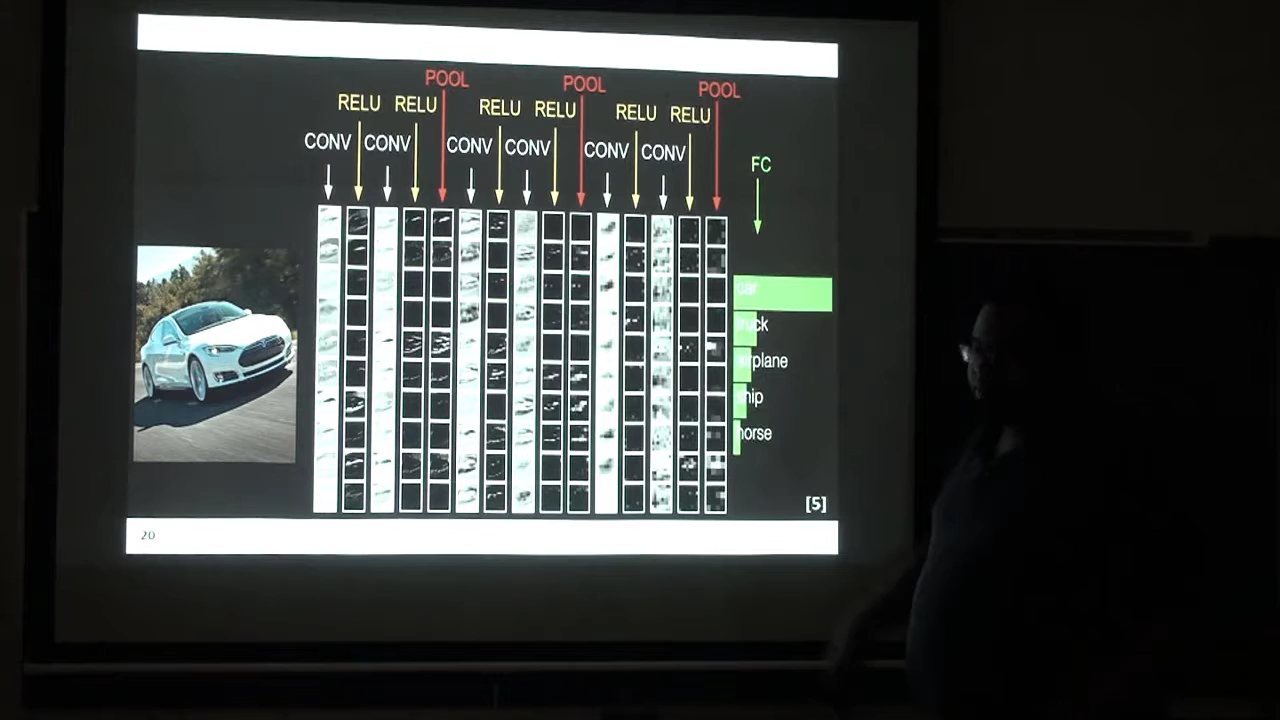 POOL POOL POOL
RELU RELU RELU RELU RELU RELU
CONV CONV CONV CONV CONV CONV
FC
car
truck
airplane
ship
horse
[5]
20